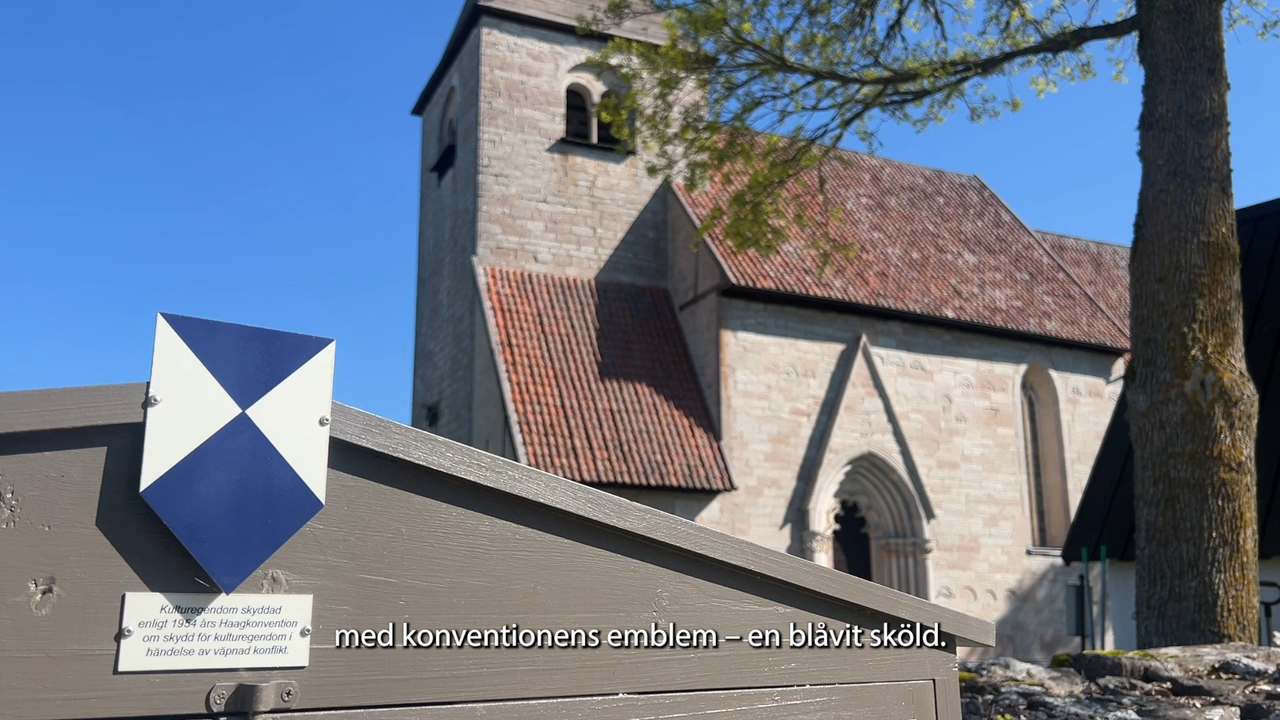 Kulturegendom skyddad
enligt 1954 års Haagkonvention
om skydd för kulturegendom i
händelse av väpnad konflikt.
med konventionens emblem – en blåvit sköld.